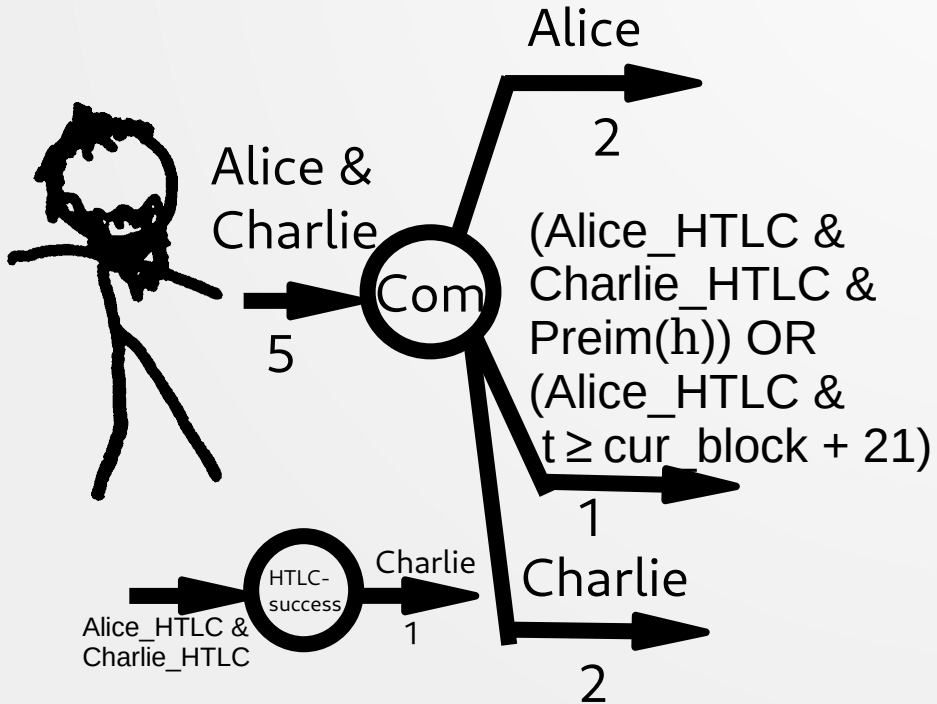 Alice
2
Alice &
Charlie
5
Com
(Alice_HTLC &
Charlie_HTLC &
Preim(h)) OR
(Alice_HTLC &
t ≥ cur_block + 21)
1
Charlie
2
HTLC-
success
Alice_HTLC &
Charlie_HTLC
Charlie
1